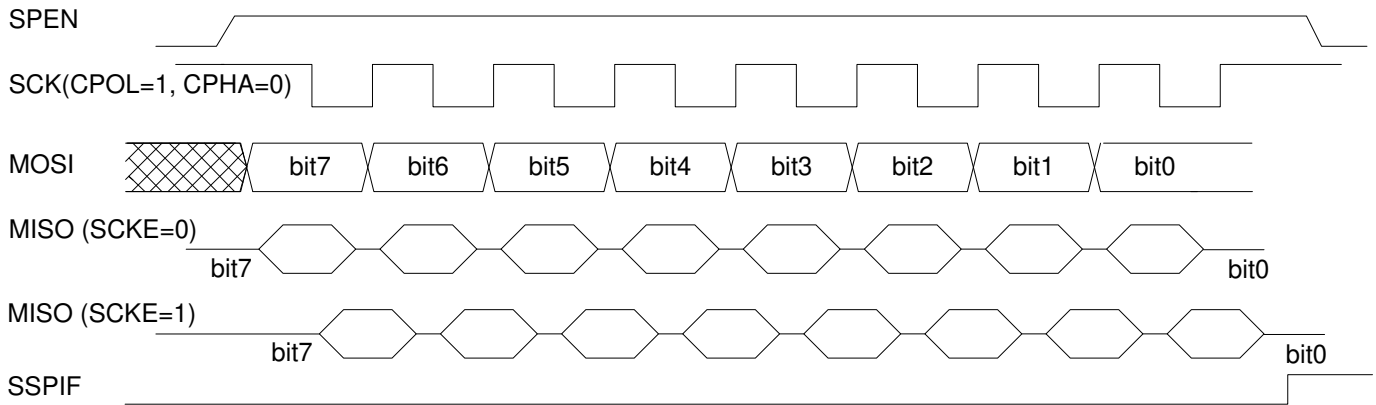 SPEN
SCK(CPOL=1, CPHA=0)
MOSI
bit7 bit6 bit5 bit4 bit3 bit2 bit1 bit0
MISO (SCKE=0)
bit7 bit0
MISO (SCKE=1)
bit7 bit0
SSPIF